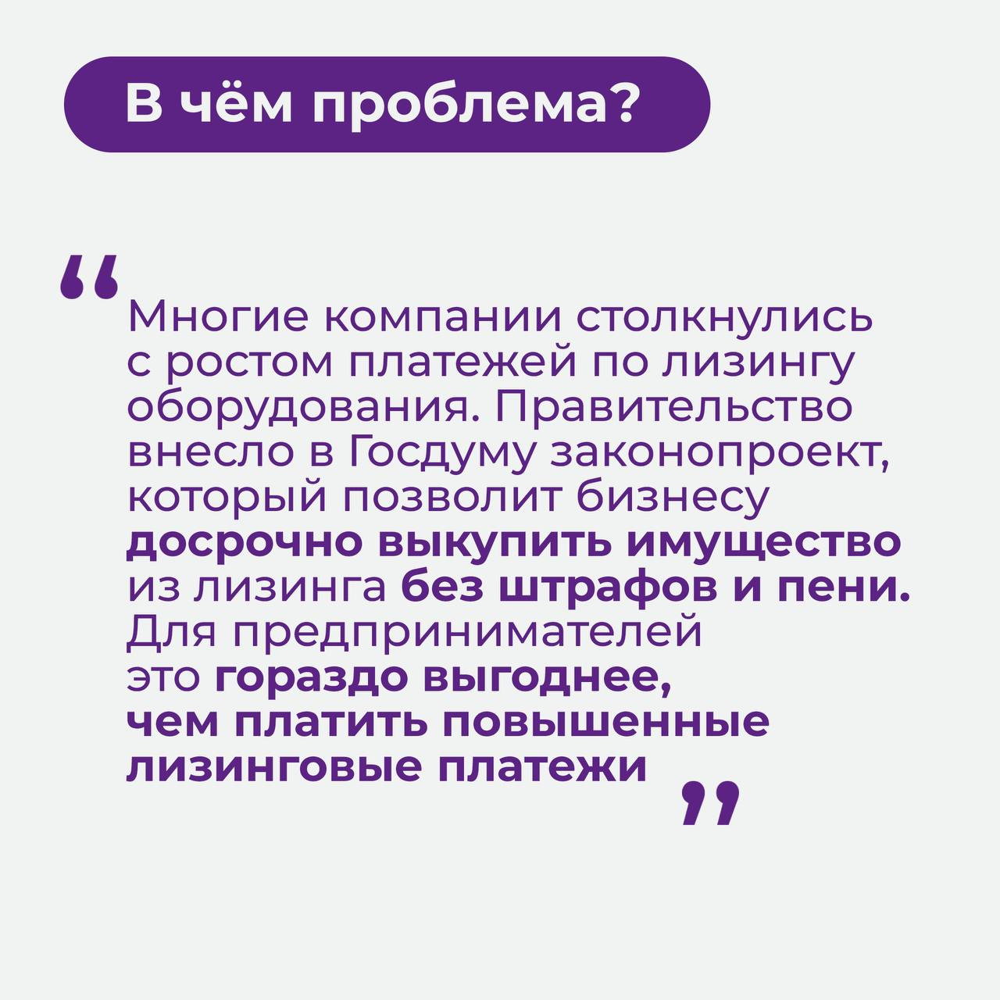 В чём проблема?
“Многие компании столкнулись
с ростом платежей по лизингу
оборудования. Правительство
внесло в Госдуму законопроект,
который позволит бизнесу
досрочно выкупить имущество
из лизинга без штрафов и пени.
Для предпринимателей
это гораздо выгоднее,
чем платить повышенные
лизинговые платежи”